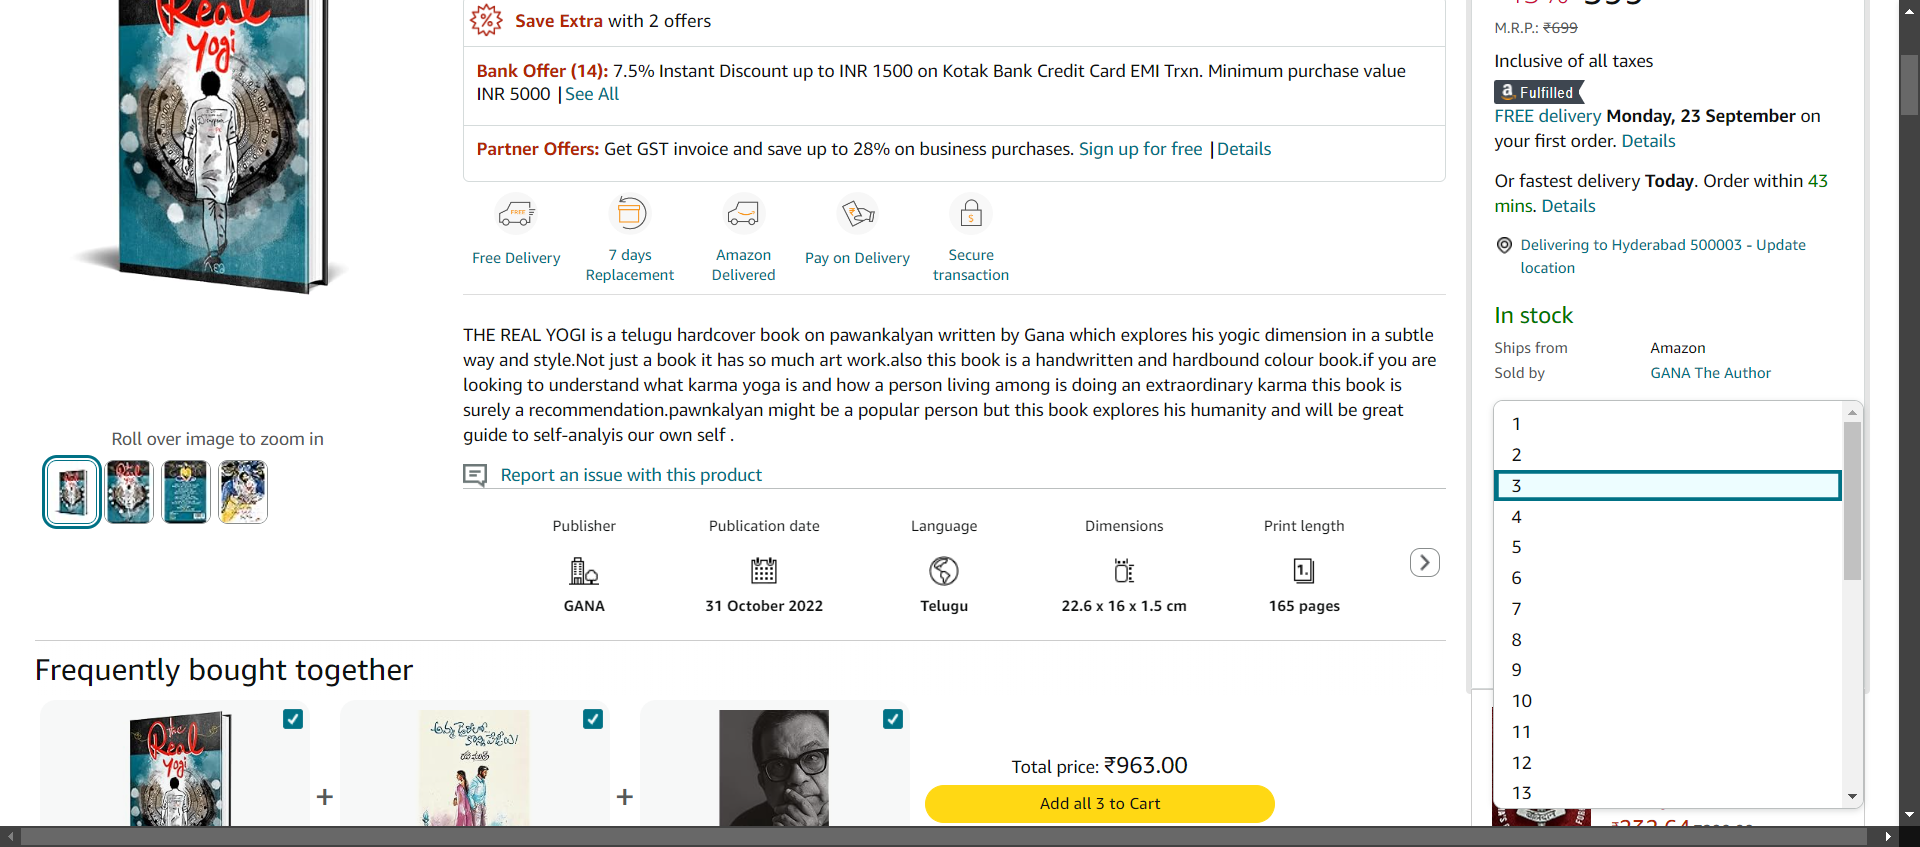 Real
yogi
Save Extra with 2 offers
Bank Offer (14): 7.5% Instant Discount up to INR 1500 on Kotak Bank Credit Card EMI Trxn. Minimum purchase value
INR 5000 | See All
Partner Offers: Get GST invoice and save up to 28% on business purchases. Sign up for free | Details
FREE
Free Delivery
7 days
Replacement
Amazon
Delivered
Pay on Delivery
Secure
transaction
THE REAL YOGI is a telugu hardcover book on pawankalyan written by Gana which explores his yogic dimension in a subtle
way and style.Not just a book it has so much art work.also this book is a handwritten and hardbound colour book.if you are
looking to understand what karma yoga is and how a person living among is doing an extraordinary karma this book is
surely a recommendation.pawnkalyan might be a popular person but this book explores his humanity and will be great
guide to self-analyis our own self .
Report an issue with this product
Roll over image to zoom in
Publisher
GANA
Publication date
31 October 2022
Language
Telugu
Dimensions
22.6 x 16 x 1.5 cm
Print length
1.
165 pages
M.R.P.: ₹699
Inclusive of all taxes
a Fulfilled
FREE delivery Monday, 23 September on
your first order. Details
Or fastest delivery Today. Order within 43
mins. Details
Delivering to Hyderabad 500003 - Update
location
In stock
Ships from Amazon
Sold by GANA The Author
1
2
3
4
5
6
7
8
9
10
11
12
13
Frequently bought together
the
Real
yogi
+
+
Total price: ₹963.00
Add all 3 to Cart